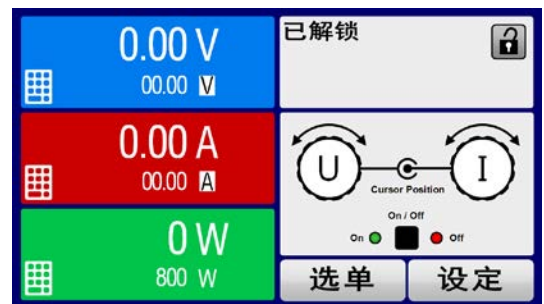 0.00 V
00.00 V
0.00 A
00.00 A
0 W
800 W
已解锁
U
I
Cursor Position
On / Off
On
Off
选单
设定